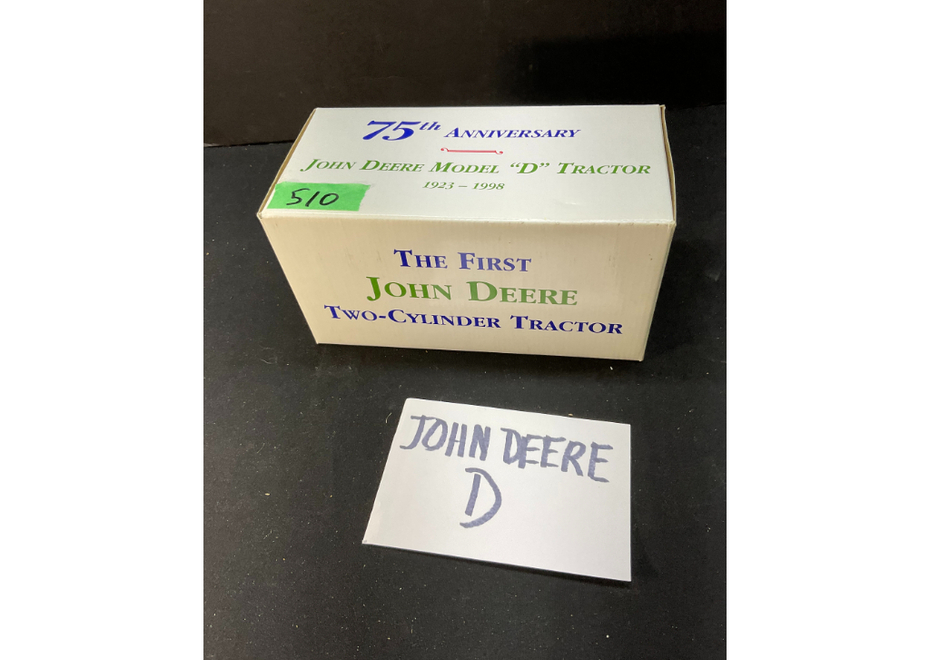 75th Anniversary
John Deere Model "D" Tractor
1923 – 1998
510
The First
John Deere
Two-Cylinder Tractor
JOHN DEERE
D